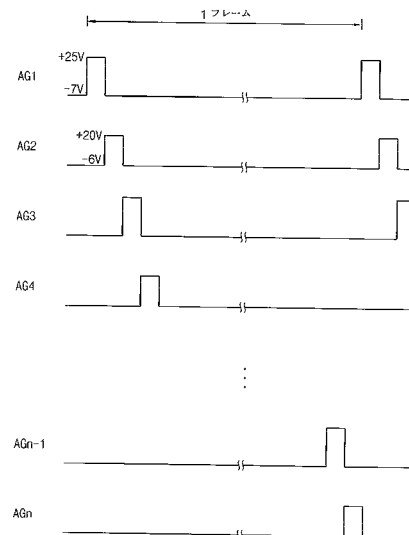 1 フレーム
+25V
AG1
-7V
+20V
AG2
-6V
AG3
AG4
AGn-1
AGn